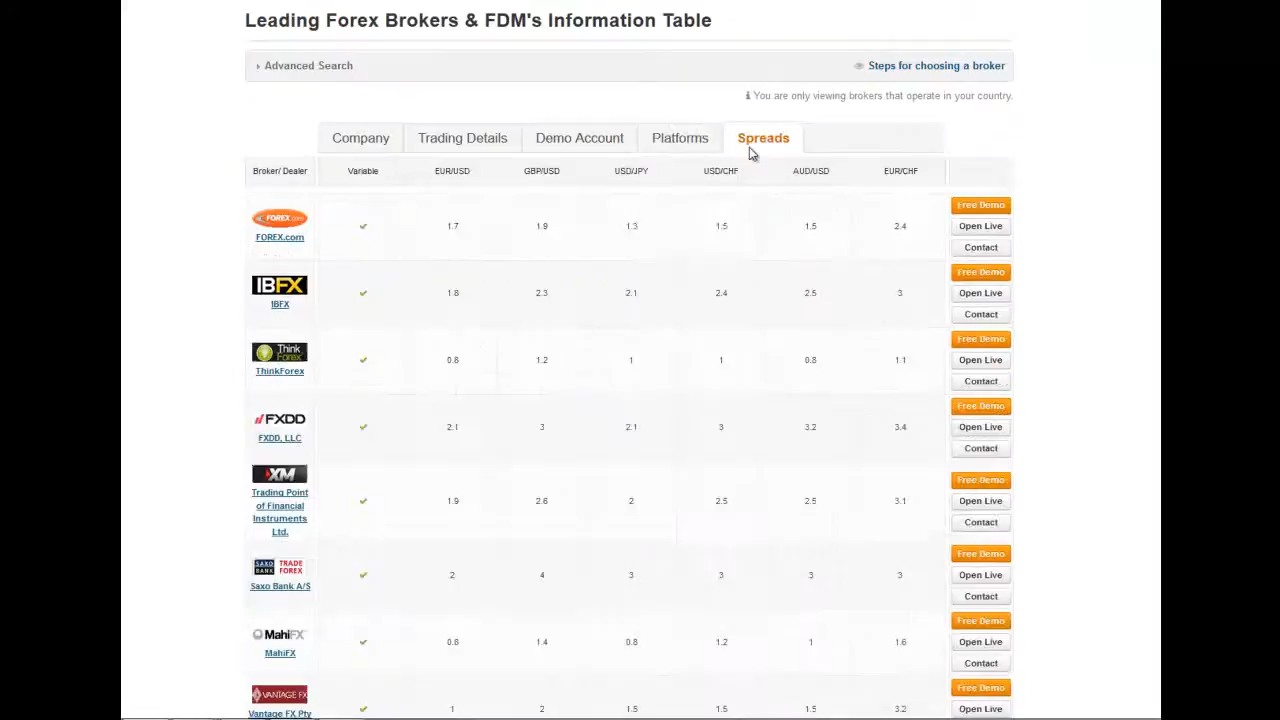 Leading Forex Brokers & FDM's Information Table
Advanced Search
Steps for choosing a broker
You are only viewing brokers that operate in your country.
Company Trading Details Demo Account Platforms Spreads
Broker/ Dealer Variable EUR/USD GBP/USD USD/JPY USD/CHF AUD/USD EUR/CHF
FOREX.com
FOREX.com
1.7 1.9 1.3 1.5 1.5 2.4
Free Demo
Open Live
Contact
IBFX
IBFX
1.8 2.3 2.1 2.4 2.5 3
Free Demo
Open Live
Contact
Think
Forex
ThinkForex
0.8 1.2 1 1 0.8 1.1
Free Demo
Open Live
Contact
FXDD
FXDD, LLC
2.1 3 2.1 3 3.2 3.4
Free Demo
Open Live
Contact
XM
Trading Point
of Financial
Instruments
Ltd.
1.9 2.6 2 2.5 2.5 3.1
Free Demo
Open Live
Contact
SAXO TRADE
BANK FOREX
Saxo Bank A/S
2 4 3 3 3 3
Free Demo
Open Live
Contact
MahiFX
MahiFX
0.8 1.4 0.8 1.2 1 1.6
Free Demo
Open Live
Contact
VANTAGE FX
Vantage FX Pty
1 2 1.5 1.5 1.5 3.2
Free Demo
Open Live